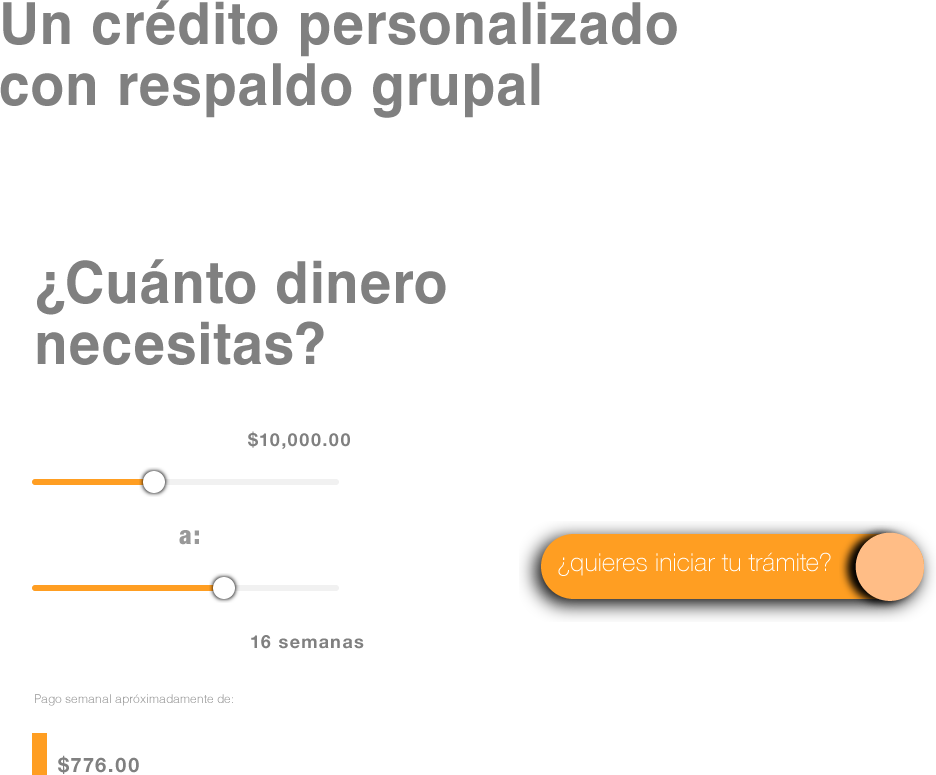 Un crédito personalizado
con respaldo grupal
¿Cuánto dinero
necesitas?
$10,000.00
a:
¿quieres iniciar tu trámite?
16 semanas
Pago semanal apróximadamente de:
$776.00